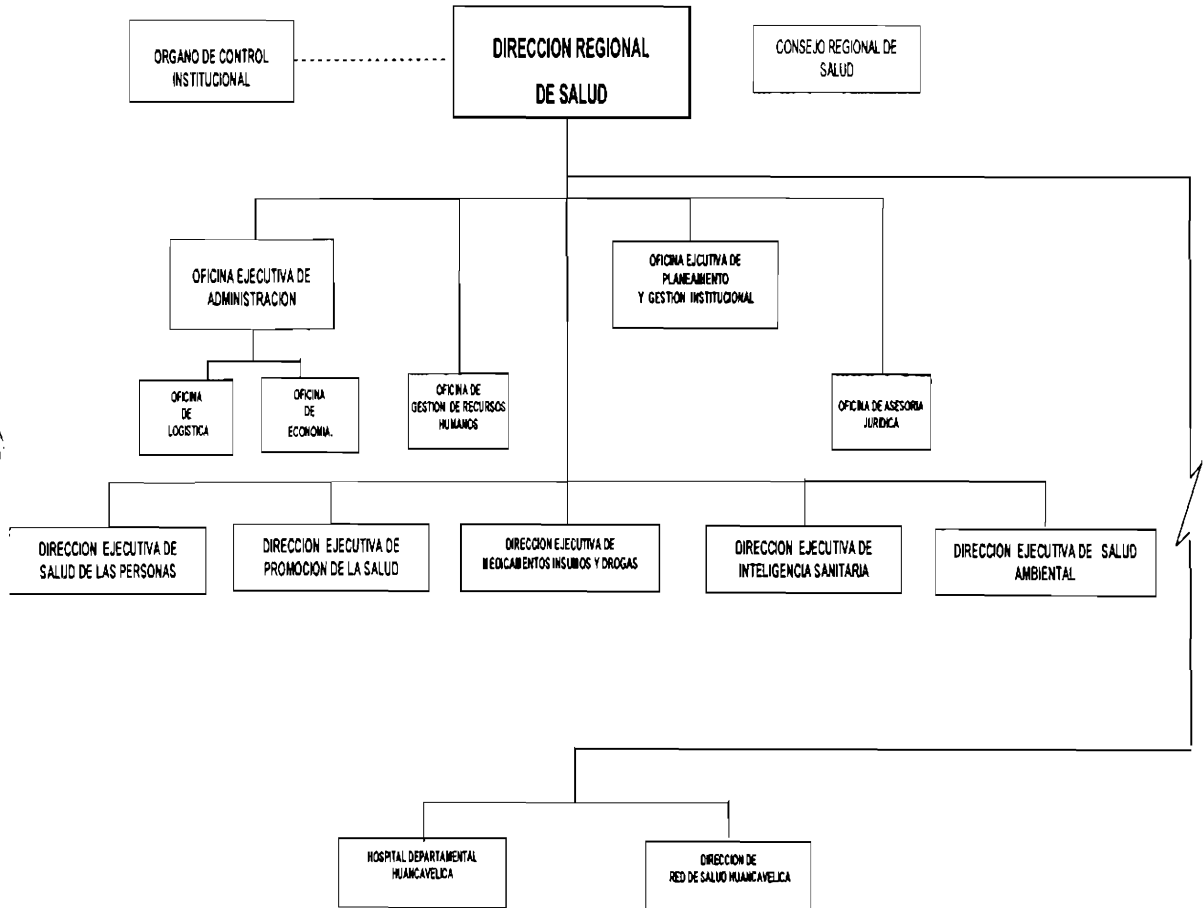 ORGANO DE CONTROL
INSTITUCIONAL
DIRECCION REGIONAL
DE SALUD
CONSEJO REGIONAL DE
SALUD
OFICINA EJECUTIVA DE
ADMINISTRACION
OFICINA EJCUTIVA DE
PLANEAMIENTO
Y GESTION INSTITUCIONAL
OFICINA
DE
LOGISTICA
OFICINA
DE
ECONOMIA.
OFICINA DE
GESTION DE RECURSOS
HUMANOS
OFICINA DE ASESORIA
JURIDICA
DIRECCION EJECUTIVA DE
SALUD DE LAS PERSONAS
DIRECCION EJECUTIVA DE
PROMOCION DE LA SALUD
DIRECCION EJECUTIVA DE
MEDICAMENTOS INSUMOS Y DROGAS
DIRECCION EJECUTIVA DE
INTELIGENCIA SANITARIA
DIRECCION EJECUTIVA DE SALUD
AMBIENTAL
HOSPITAL DEPARTAMENTAL
HUANCAVELICA
DIRECCION DE
RED DE SALUD HUANCAVELICA